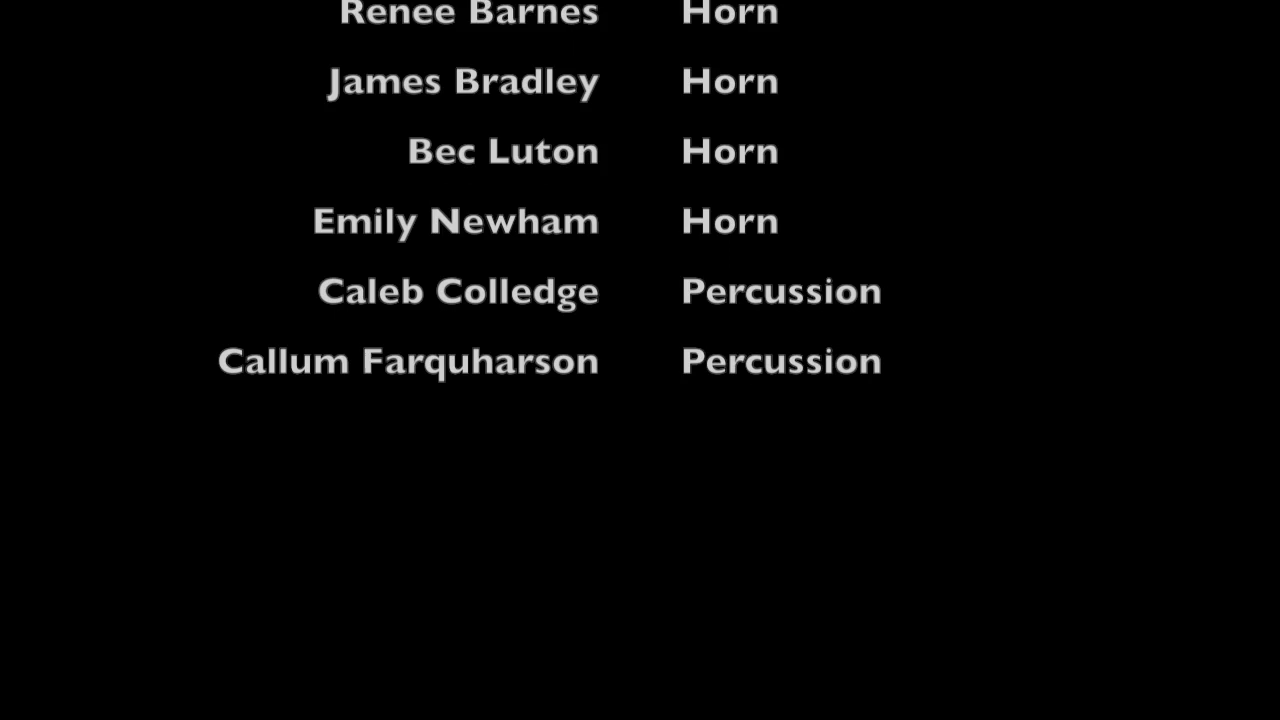 Renee Barnes Horn
James Bradley Horn
Bec Luton Horn
Emily Newham Horn
Caleb Colledge Percussion
Callum Farquharson Percussion